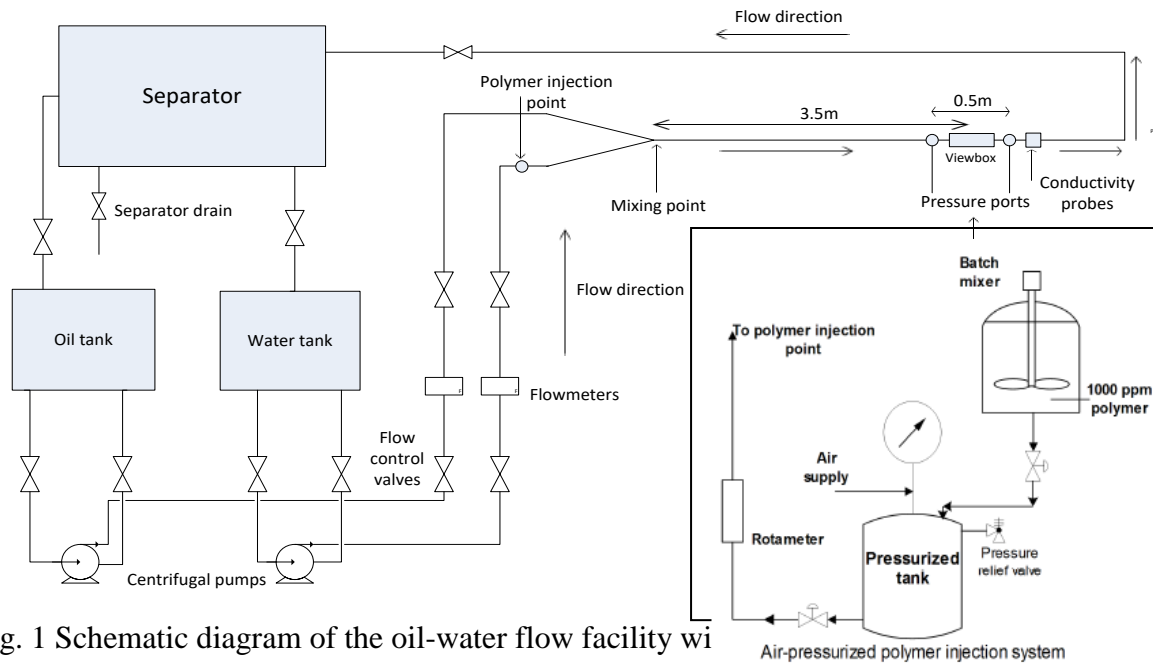 Flow direction
Separator
Polymer injection
point
0.5m
3.5m
Viewbox
Separator drain
Mixing point
Pressure ports
Conductivity
probes
Flow direction
Oil tank
Water tank
Flowmeters
Flow
control
valves
Centrifugal pumps
Batch
mixer
To polymer injection
point
1000 ppm
polymer
Air
supply
Rotameter
Pressurized
tank
Pressure
relief valve
Air-pressurized polymer injection system
g. 1 Schematic diagram of the oil-water flow facility wi